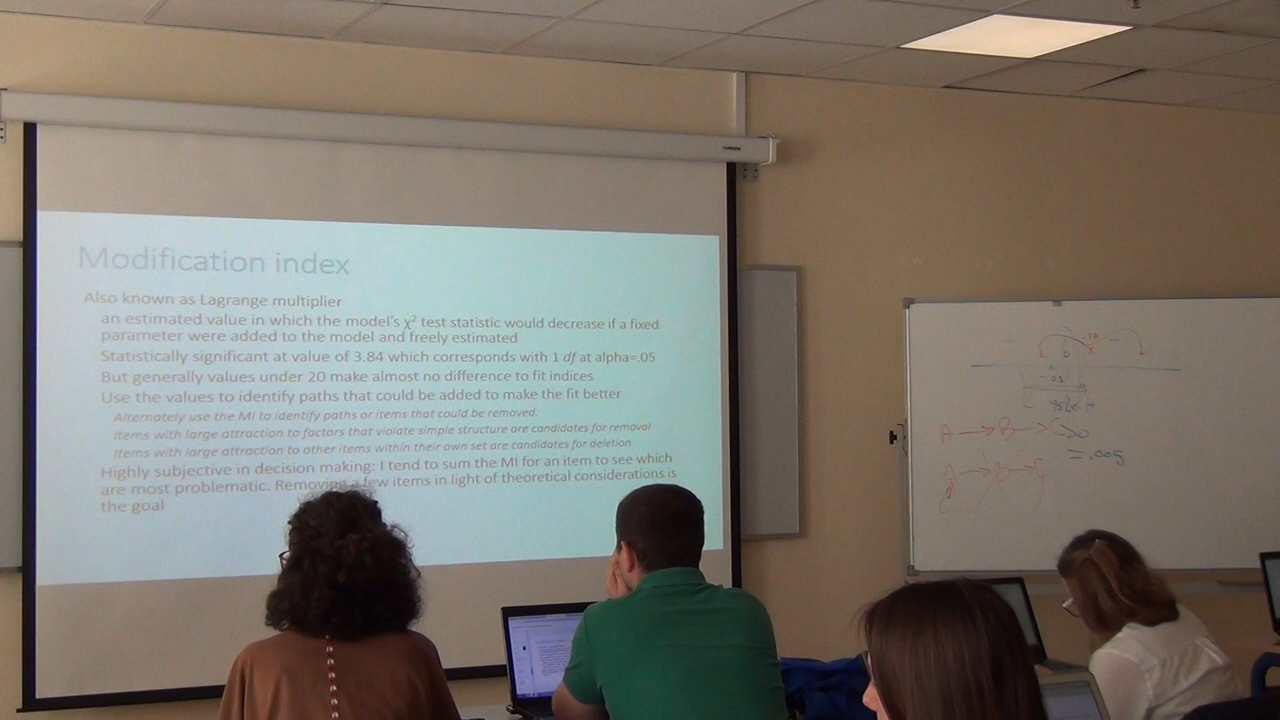 Modification index
Also known as Lagrange multiplier
an estimated value in which the model's χ² test statistic would decrease if a fixed
parameter were added to the model and freely estimated
Statistically significant at value of 3.84 which corresponds with 1 df at alpha=.05
But generally values under 20 make almost no difference to fit indices
Use the values to identify paths that could be added to make the fit better
Alternately use the MI to identify paths or items that could be removed.
Items with large attraction to factors that violate simple structure are candidates for removal
Items with large attraction to other items within their own set are candidates for deletion
Highly subjective in decision making: I tend to sum the MI for an item to see which
are most problematic. Removing a few items in light of theoretical considerations is
the goal
A → B → C >0
= .005
A → B → C